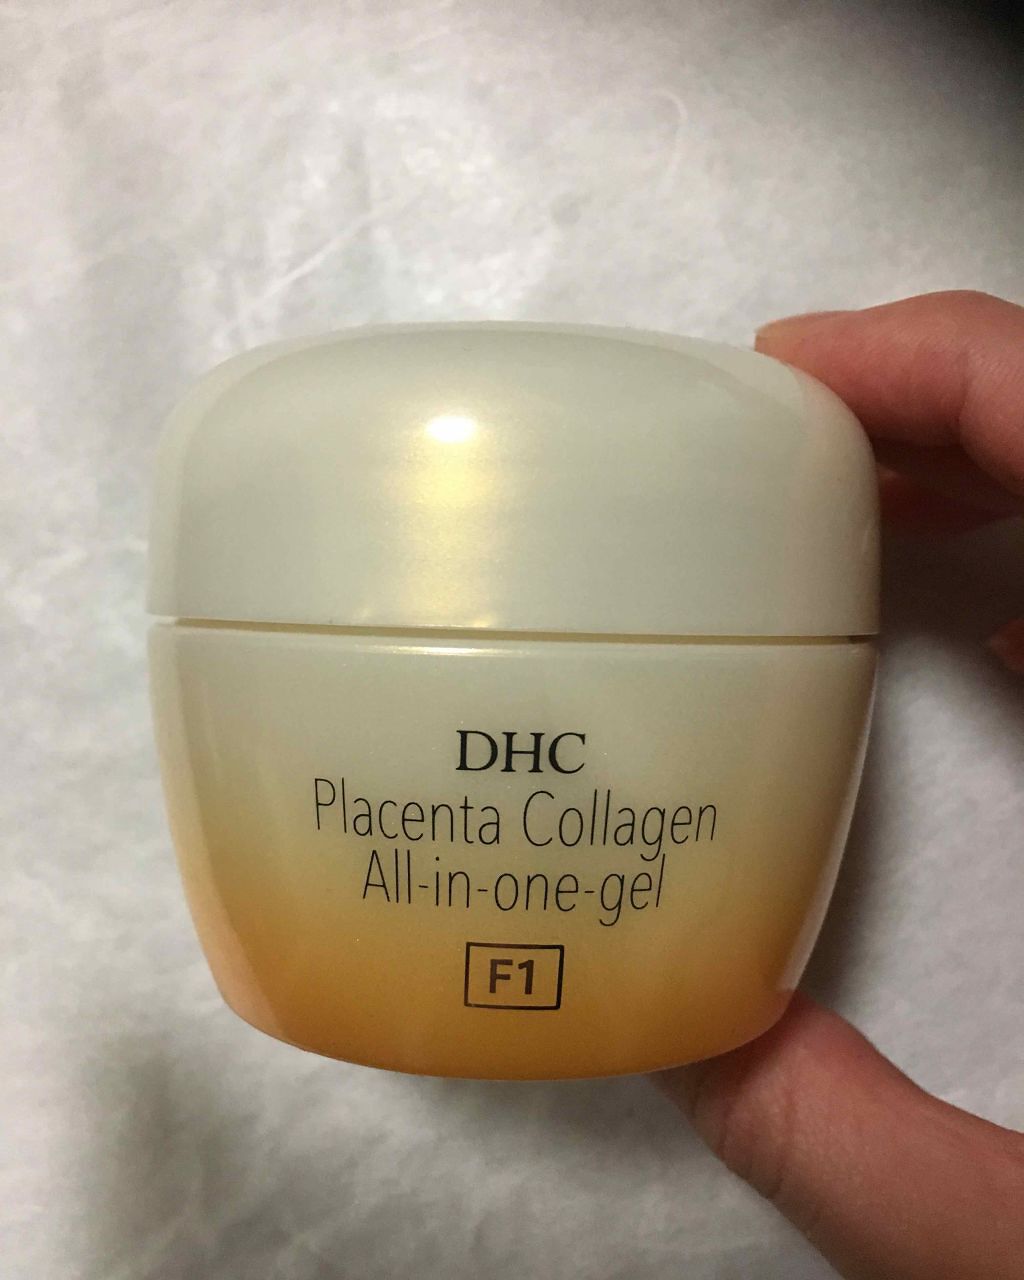 DHC
Placenta Collagen
All-in-one-gel
F1